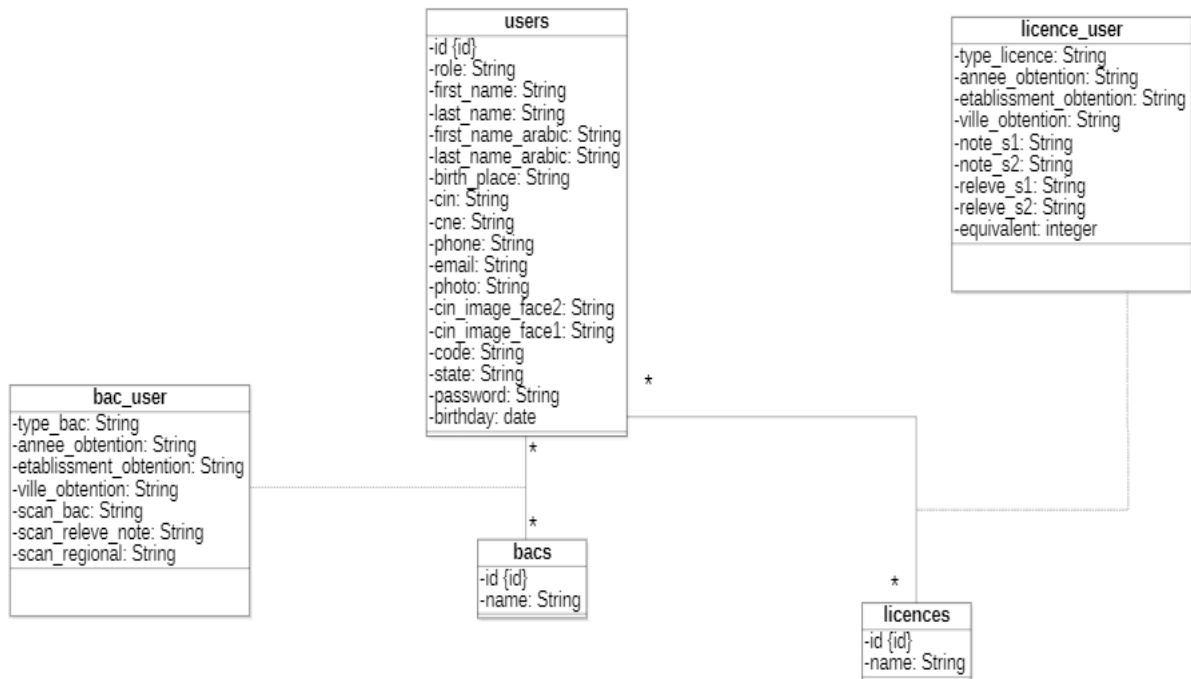 users
-id {id}
-role: String
-first_name: String
-last_name: String
-first_name_arabic: String
-last_name_arabic: String
-birth_place: String
-cin: String
-cne: String
-phone: String
-email: String
-photo: String
-cin_image_face2: String
-cin_image_face1: String
-code: String
-state: String
-password: String
-birthday: date
licence_user
-type_licence: String
-annee_obtention: String
-etablissment_obtention: String
-ville_obtention: String
-note_s1: String
-note_s2: String
-releve_s1: String
-releve_s2: String
-equivalent: integer
*
bac_user
-type_bac: String
-annee_obtention: String
-etablissment_obtention: String
-ville_obtention: String
-scan_bac: String
-scan_releve_note: String
-scan_regional: String
*
*
bacs
-id {id}
-name: String
*
licences
-id {id}
-name: String